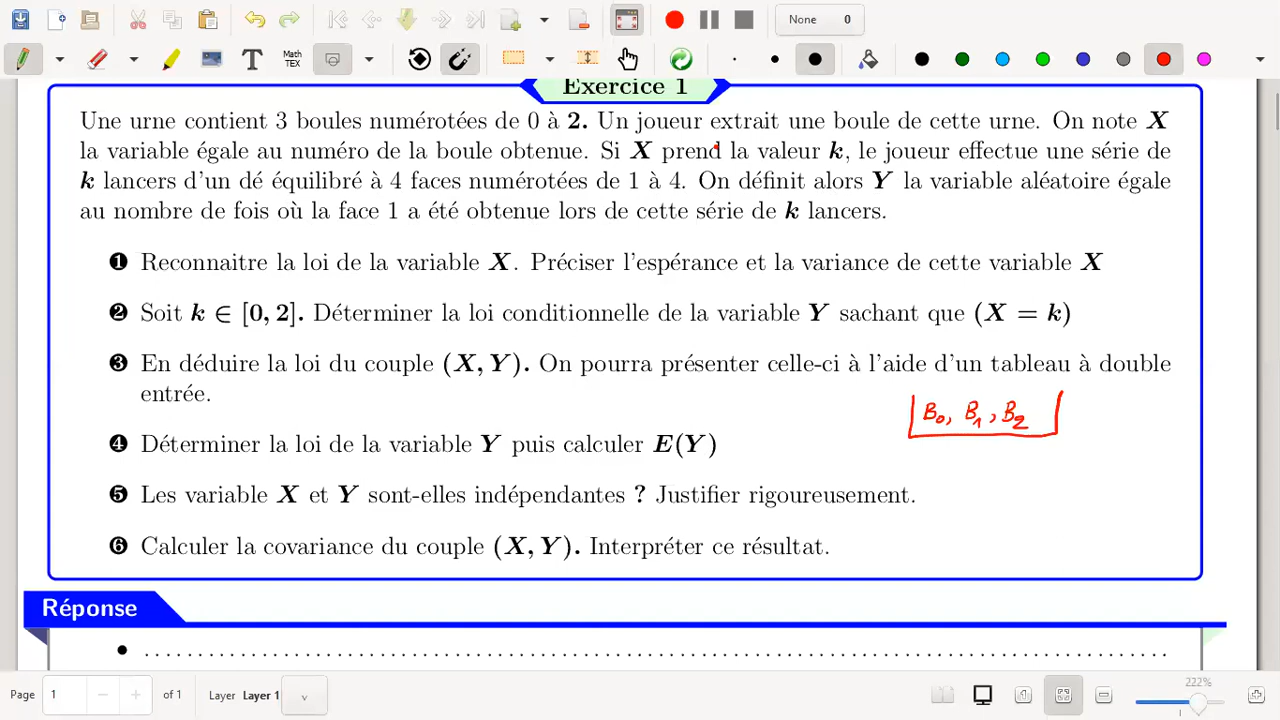 None 0
Math
TEX
Exercice 1
Une urne contient 3 boules numérotées de 0 à 2. Un joueur extrait une boule de cette urne. On note X
la variable égale au numéro de la boule obtenue. Si X prend la valeur k, le joueur effectue une série de
k lancers d'un dé équilibré à 4 faces numérotées de 1 à 4. On définit alors Y la variable aléatoire égale
au nombre de fois où la face 1 a été obtenue lors de cette série de k lancers.
❶ Reconnaitre la loi de la variable X. Préciser l'espérance et la variance de cette variable X
❷ Soit k ∈ [0, 2]. Déterminer la loi conditionnelle de la variable Y sachant que (X = k)
❸ En déduire la loi du couple (X, Y). On pourra présenter celle-ci à l'aide d'un tableau à double
entrée.
B₀, B₁, B₂
❹ Déterminer la loi de la variable Y puis calculer E(Y)
❺ Les variable X et Y sont-elles indépendantes ? Justifier rigoureusement.
❻ Calculer la covariance du couple (X, Y). Interpréter ce résultat.
Réponse
Page 1 of 1 Layer Layer 1 222%